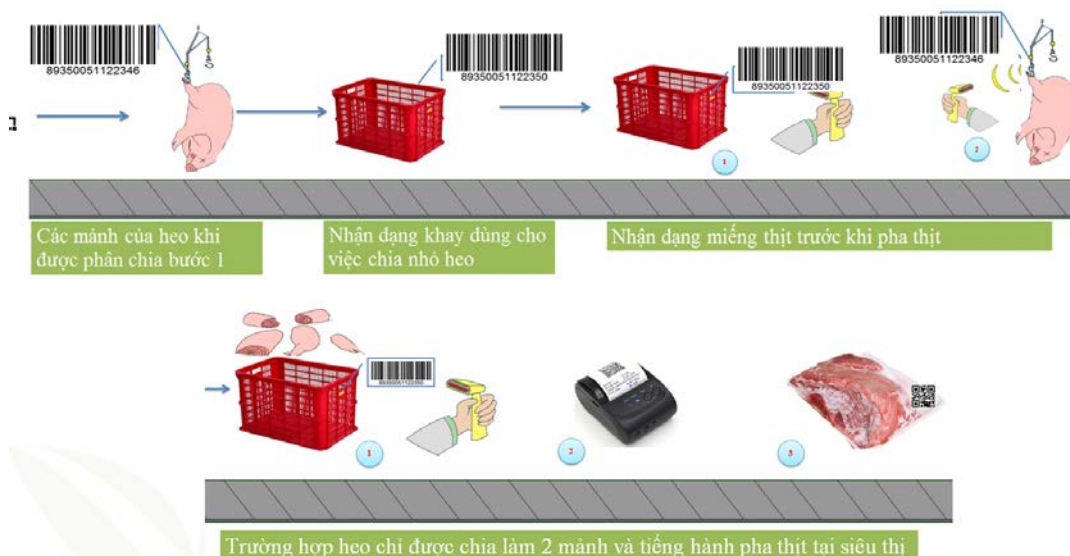 89350051122346
89350051122350
89350051122350
89350051122346
Các mảnh của heo khi
được phân chia bước 1
Nhận dạng khay dùng cho
việc chia nhỏ heo
1
2
Nhận dạng miếng thịt trước khi pha thịt
89350051122350
1
2
3
Trường hợp heo chỉ được chia làm 2 mảnh và tiếng hành pha thịt tại siêu thị